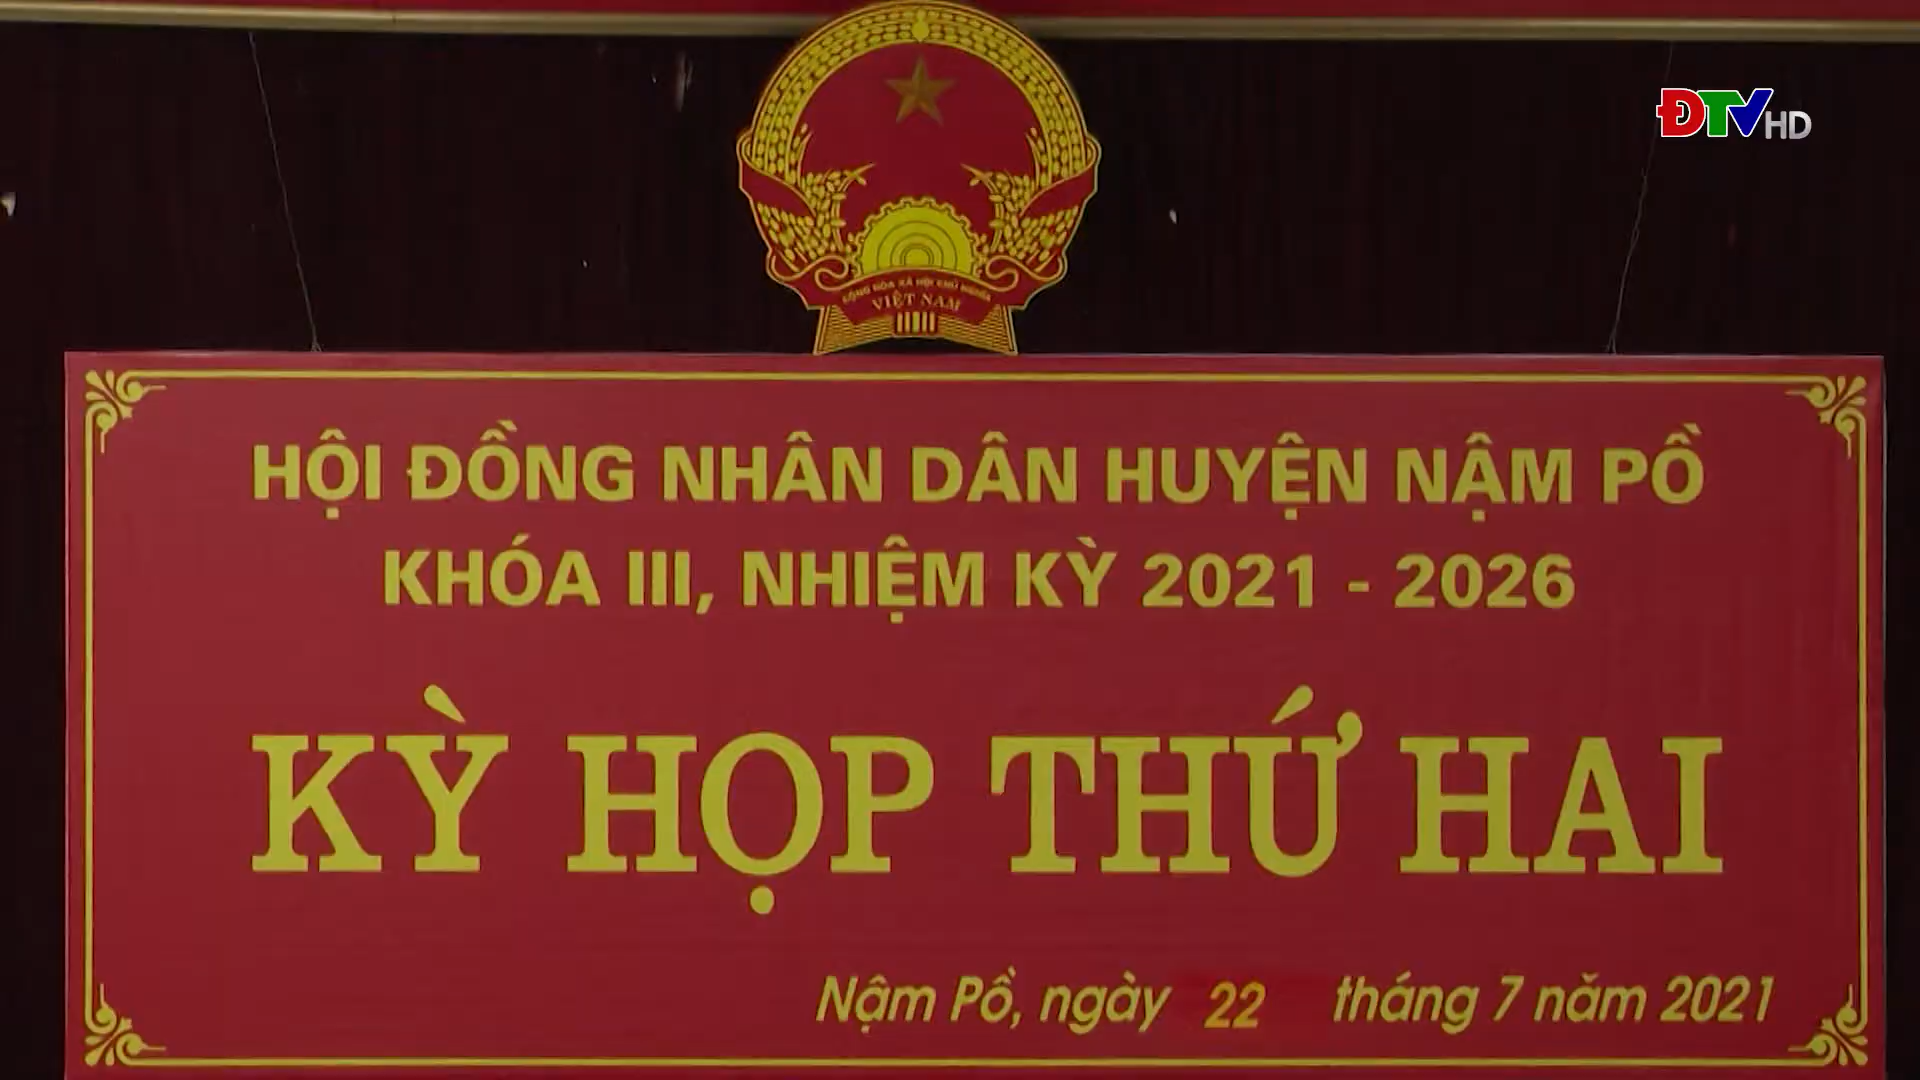 ĐTV HD
CỘNG HÒA XÃ HỘI CHỦ NGHĨA
VIỆT NAM
HỘI ĐỒNG NHÂN DÂN HUYỆN NẬM PỒ
KHÓA III, NHIỆM KỲ 2021 - 2026
KỲ HỌP THỨ HAI
Nậm Pồ, ngày 22 tháng 7 năm 2021